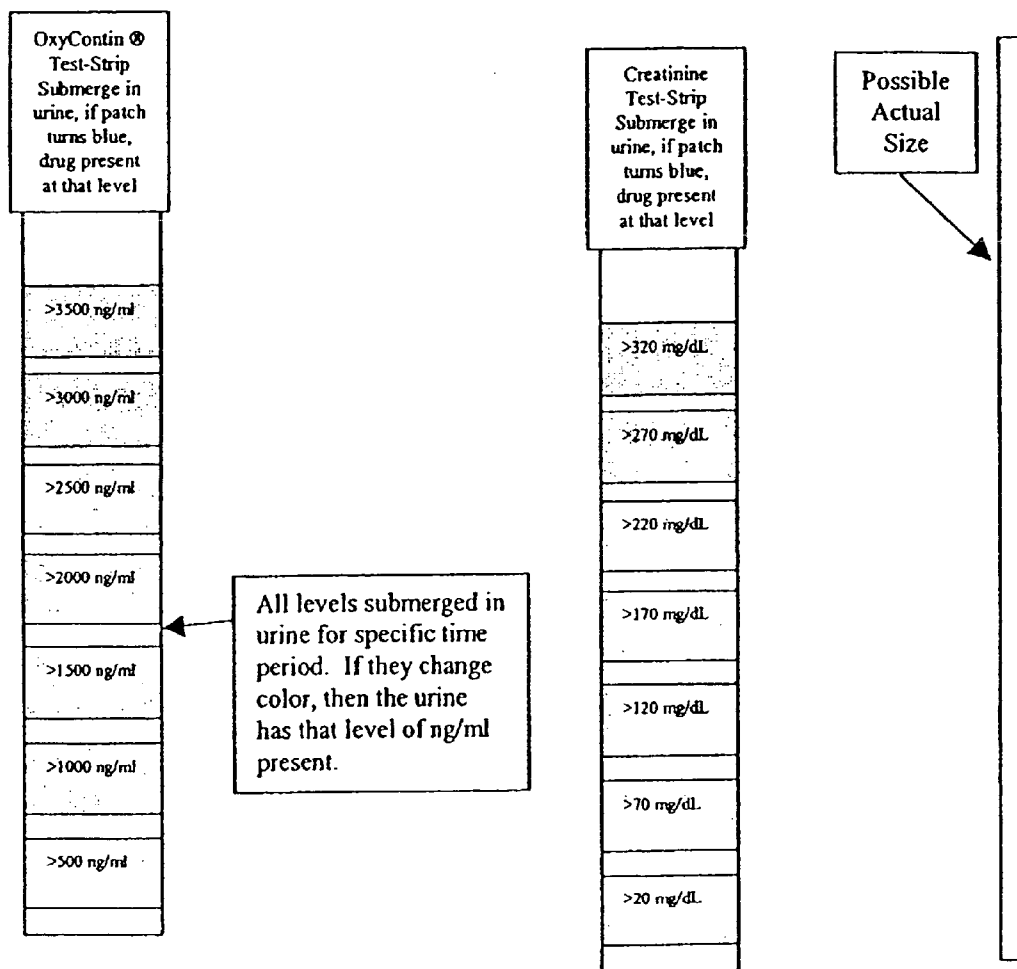 OxyContin ®
Test-Strip
Submerge in
urine, if patch
turns blue,
drug present
at that level
>3500 ng/ml
>3000 ng/ml
>2500 ng/ml
>2000 ng/ml
>1500 ng/ml
>1000 ng/ml
>500 ng/ml
All levels submerged in
urine for specific time
period. If they change
color, then the urine
has that level of ng/ml
present.
Creatinine
Test-Strip
Submerge in
urine, if patch
turns blue,
drug present
at that level
>320 mg/dL
>270 mg/dL
>220 mg/dL
>170 mg/dL
>120 mg/dL
>70 mg/dL
>20 mg/dL
Possible
Actual
Size